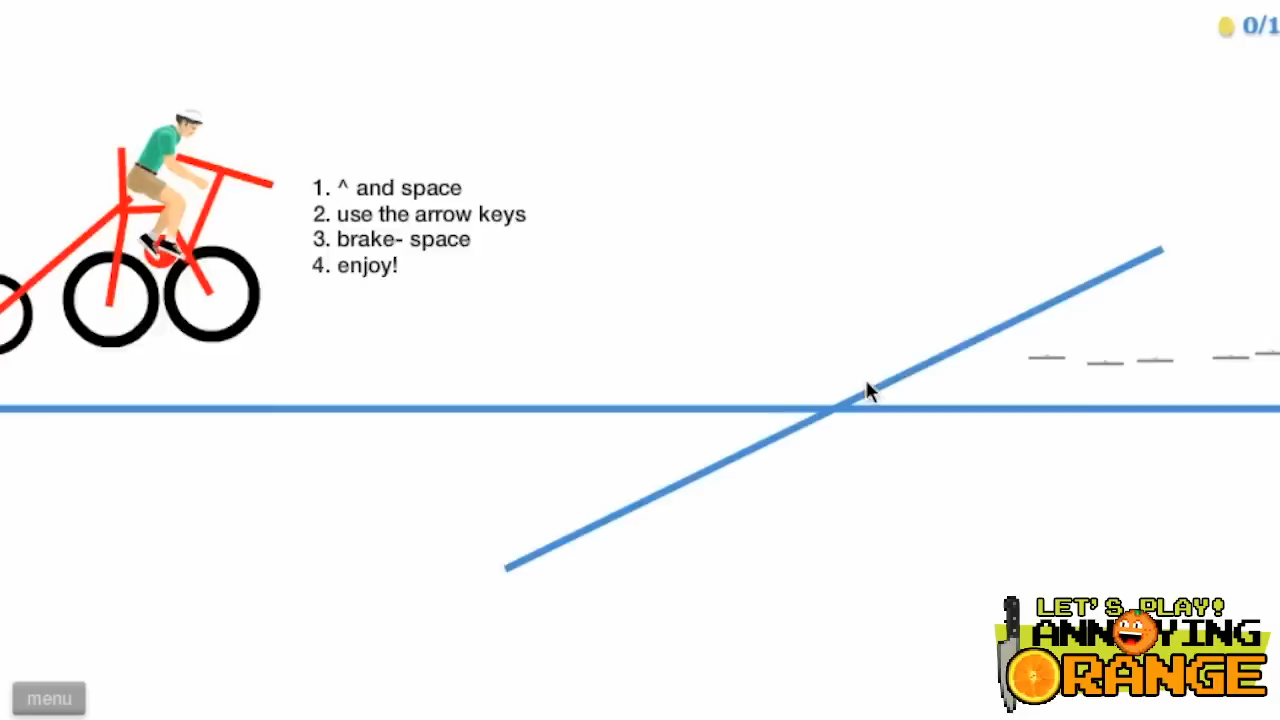 0/1
1. ^ and space
2. use the arrow keys
3. brake- space
4. enjoy!
LET'S PLAY!
ANNOYING
ORANGE
menu